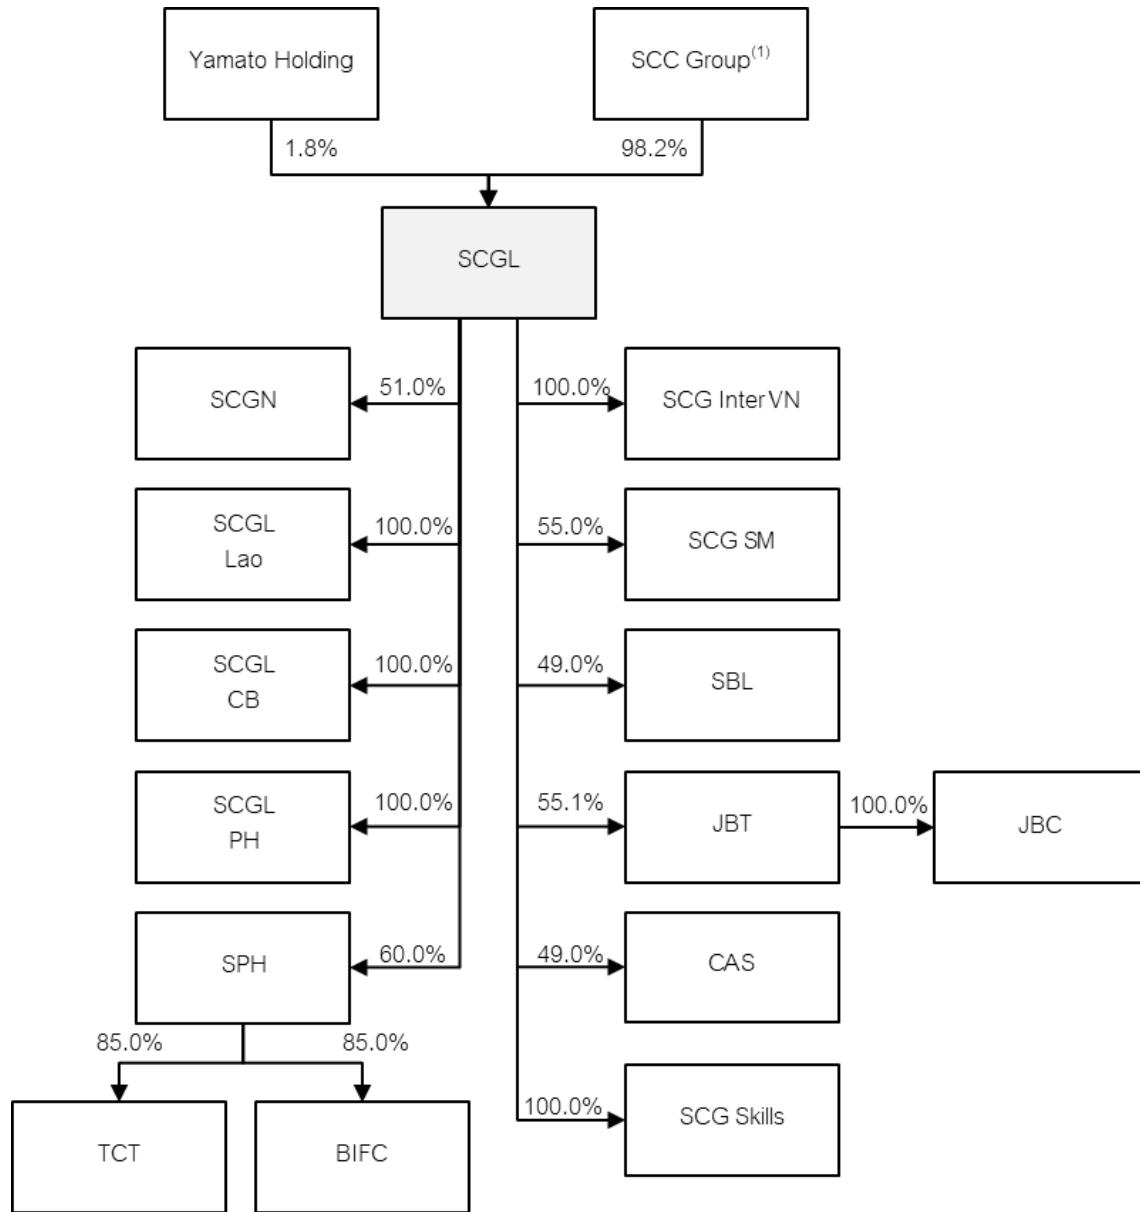 Yamato Holding
SCC Group(1)
1.8%
98.2%
SCGL
SCGN
51.0%
100.0%
SCG Inter VN
SCGL
Lao
100.0%
55.0%
SCG SM
SCGL
CB
100.0%
49.0%
SBL
SCGL
PH
100.0%
55.1%
JBT
100.0%
JBC
SPH
60.0%
49.0%
CAS
85.0%
85.0%
TCT
BIFC
100.0%
SCG Skills